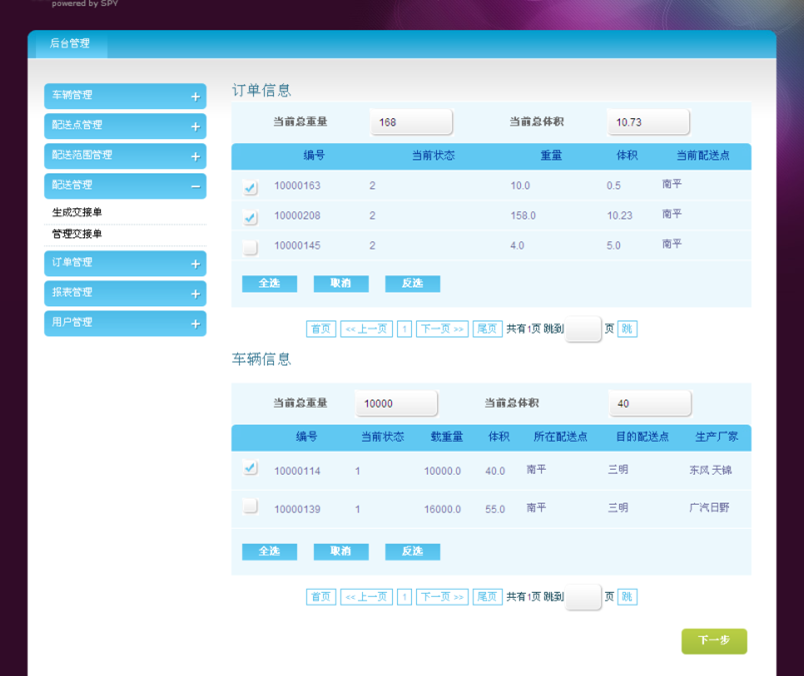 powered by SPY
后台管理
车辆管理 +
配送点管理 +
配送范围管理 +
配送管理 −
生成交接单
管理交接单
订单管理 +
报表管理 +
用户管理 +
订单信息
当前总重量 168 当前总体积 10.73
编号 当前状态 重量 体积 当前配送点
10000163 2 10.0 0.5 南平
10000208 2 158.0 10.23 南平
10000145 2 4.0 5.0 南平
全选 取消 反选
首页 << 上一页 1 下一页 >> 尾页 共有1页 跳到 页 跳
车辆信息
当前总重量 10000 当前总体积 40
编号 当前状态 载重量 体积 所在配送点 目的配送点 生产厂家
10000114 1 10000.0 40.0 南平 三明 东风 天锦
10000139 1 16000.0 55.0 南平 三明 广汽日野
全选 取消 反选
首页 << 上一页 1 下一页 >> 尾页 共有1页 跳到 页 跳
下一步